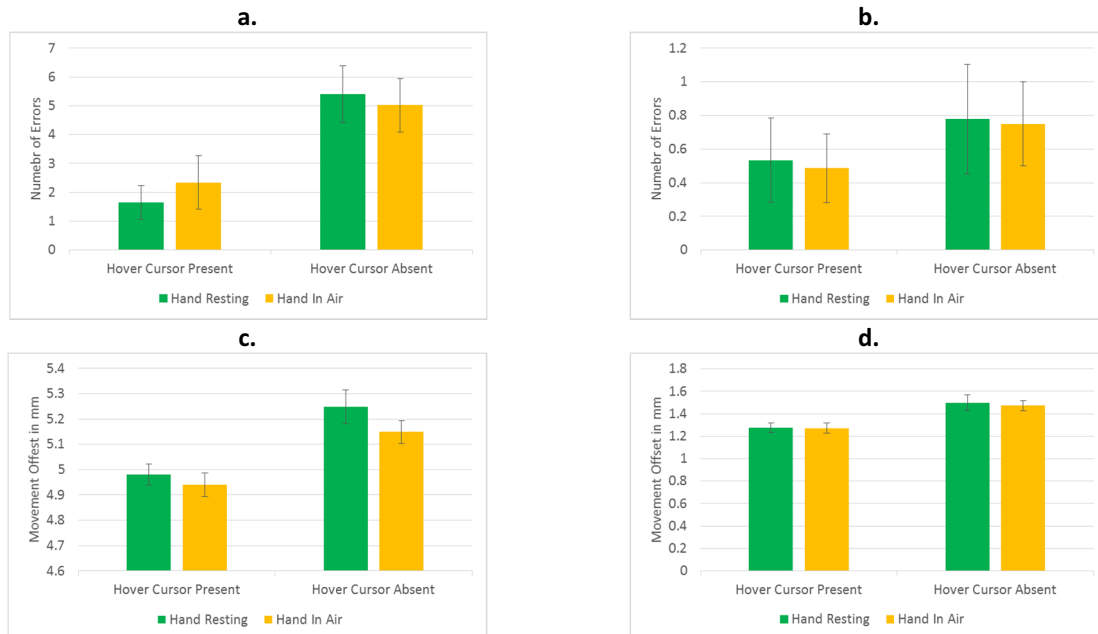 a.
7
6
5
4
3
2
1
0
Numebr of Errors
Hover Cursor Present Hover Cursor Absent
Hand Resting Hand In Air
b.
1.2
1
0.8
0.6
0.4
0.2
0
Numebr of Errors
Hover Cursor Present Hover Cursor Absent
Hand Resting Hand In Air
c.
5.4
5.3
5.2
5.1
5
4.9
4.8
4.7
4.6
Movement Offest in mm
Hover Cursor Present Hover Cursor Absent
Hand Resting Hand In Air
d.
1.8
1.6
1.4
1.2
1
0.8
0.6
0.4
0.2
0
Movement Offset in mm
Hover Cursor Present Hover Cursor Absent
Hand Resting Hand In Air